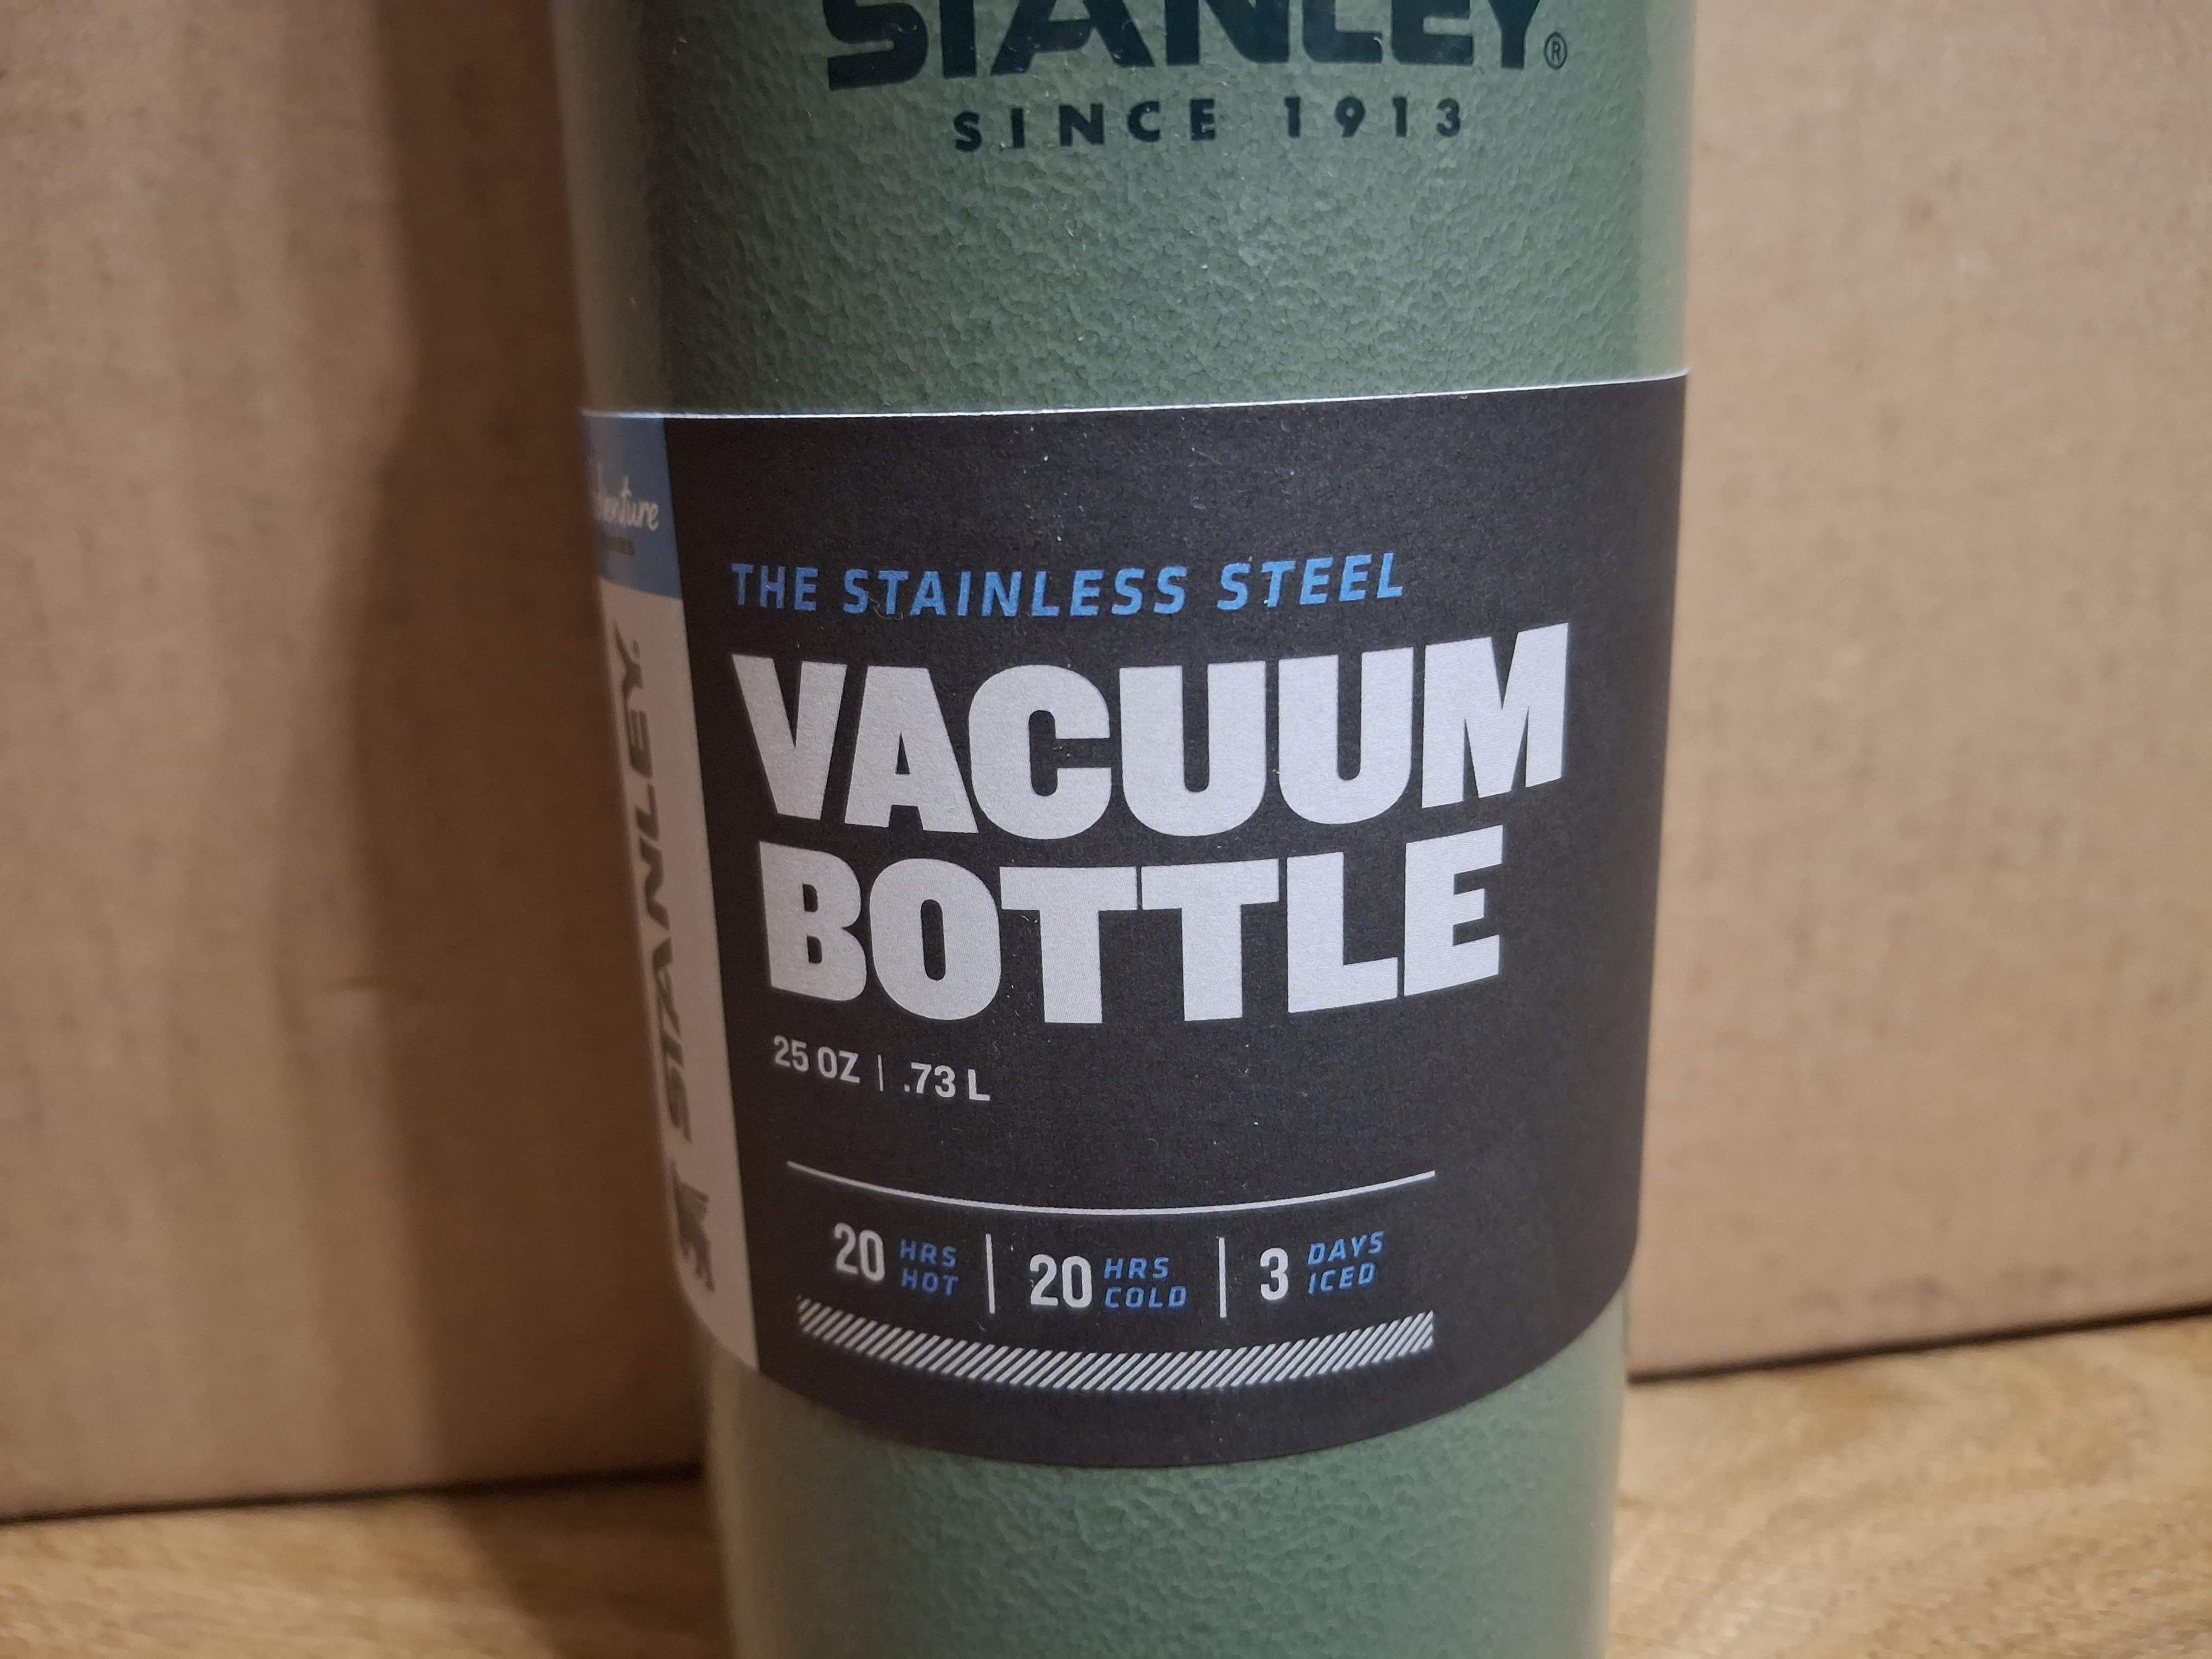 STANLEY®
SINCE 1913
THE STAINLESS STEEL
VACUUM
BOTTLE
25 OZ | .73 L
20 HRS HOT | 20 HRS COLD | 3 DAYS ICED
STANLEY